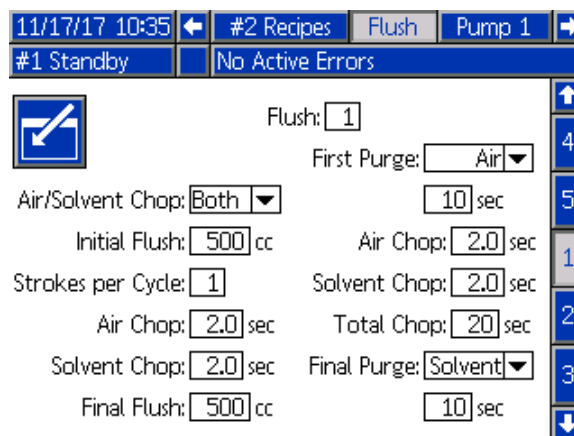 11/17/17 10:35 #2 Recipes Flush Pump 1
#1 Standby No Active Errors
Flush: 1
First Purge: Air
Air/Solvent Chop: Both 10 sec
Initial Flush: 500 cc Air Chop: 2.0 sec
Strokes per Cycle: 1 Solvent Chop: 2.0 sec
Air Chop: 2.0 sec Total Chop: 20 sec
Solvent Chop: 2.0 sec Final Purge: Solvent
Final Flush: 500 cc 10 sec
4
5
1
2
3